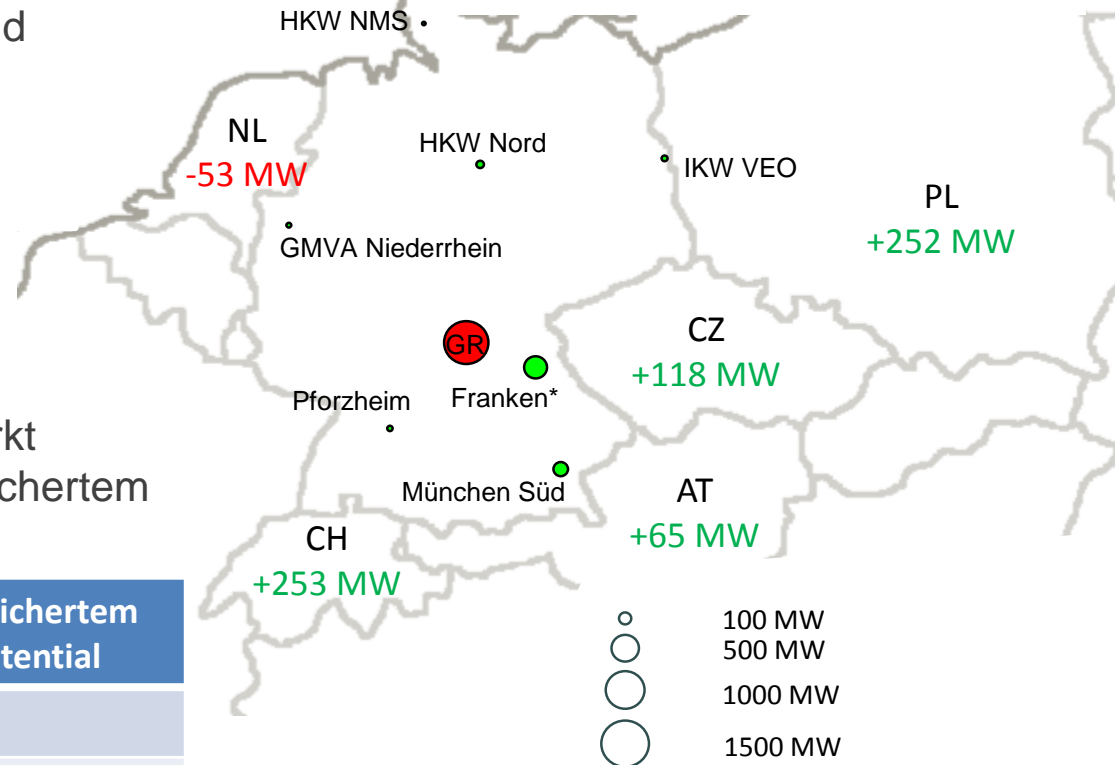 d
HKW NMS
NL
-53 MW
HKW Nord
IKW VEO
PL
+252 MW
GMVA Niederrhein
GR
CZ
+118 MW
Franken*
Pforzheim
rkt
chertem
München Süd
AT
+65 MW
CH
+253 MW
ichertem
tential
100 MW
500 MW
1000 MW
1500 MW